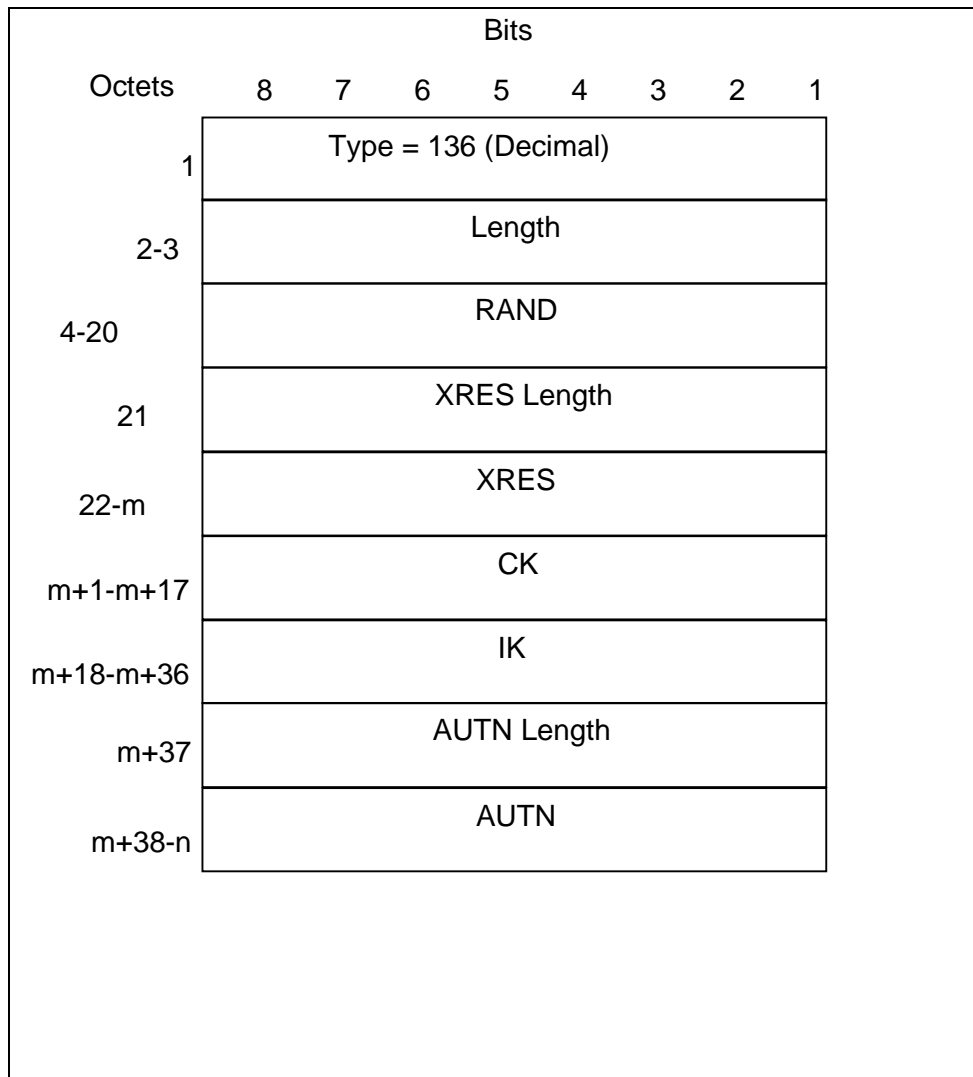 Bits
Octets 8 7 6 5 4 3 2 1
1 Type = 136 (Decimal)
2-3 Length
4-20 RAND
21 XRES Length
22-m XRES
m+1-m+17 CK
m+18-m+36 IK
m+37 AUTN Length
m+38-n AUTN